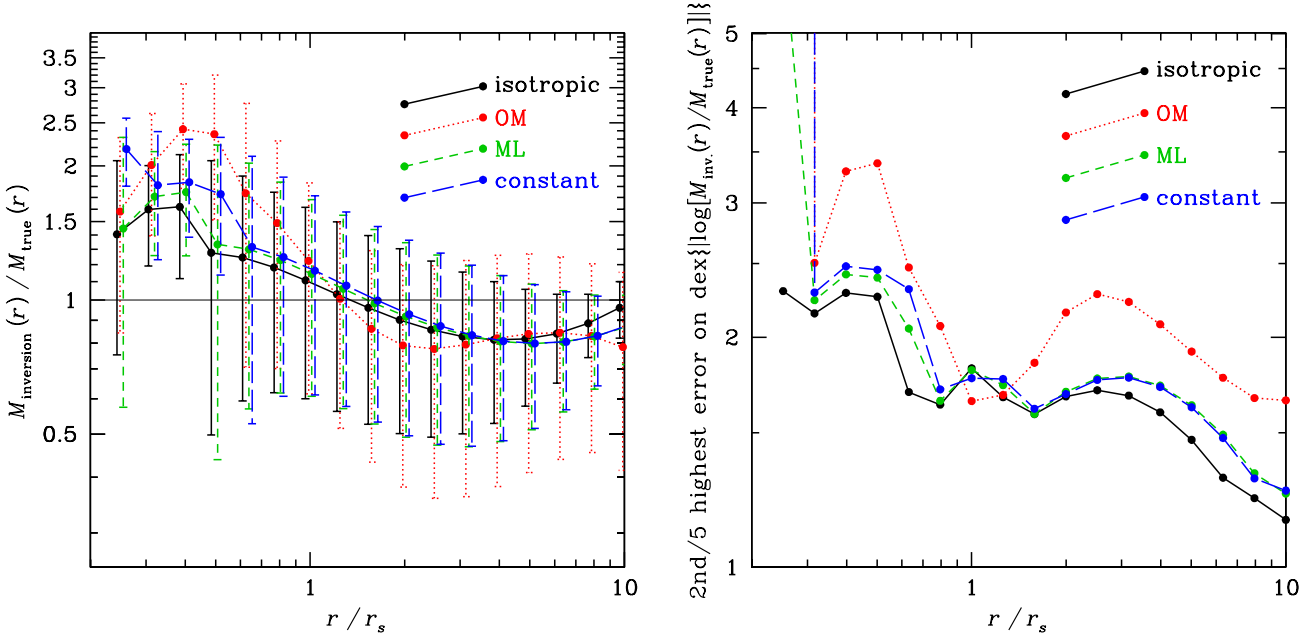 M_inversion (r) / M_true (r)
3.5
3
2.5
2
1.5
1
0.5
isotropic
OM
ML
constant
1
10
r / r_s
2nd/5 highest error on dex{|log[M_inv.(r)/M_true(r)]|}
5
4
3
2
1
isotropic
OM
ML
constant
1
10
r / r_s